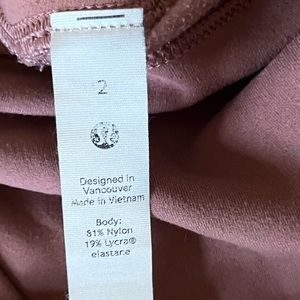 2
Designed in
Vancouver
Made in Vietnam
Body:
81% Nylon
19% Lycra®
elastane